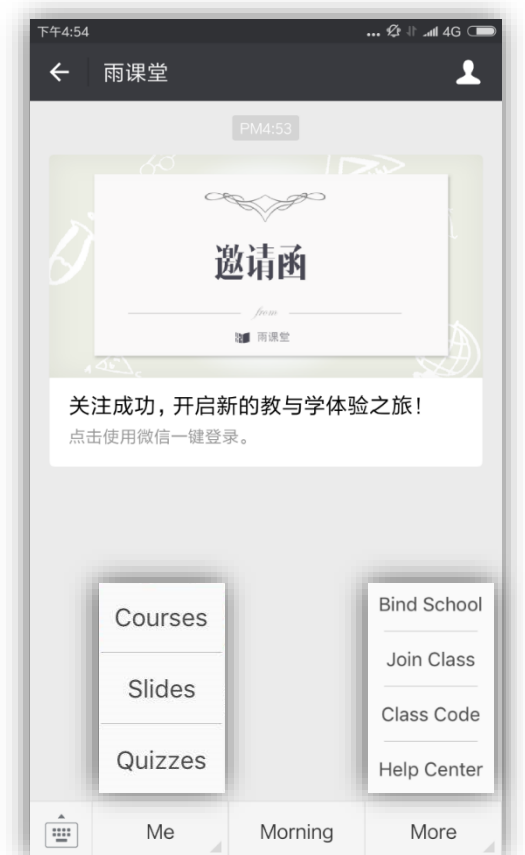 下午4:54
... 4G
雨课堂
PM4:53
邀请函
from
雨课堂
关注成功，开启新的教与学体验之旅！
点击使用微信一键登录。
Courses
Slides
Quizzes
Bind School
Join Class
Class Code
Help Center
Me
Morning
More